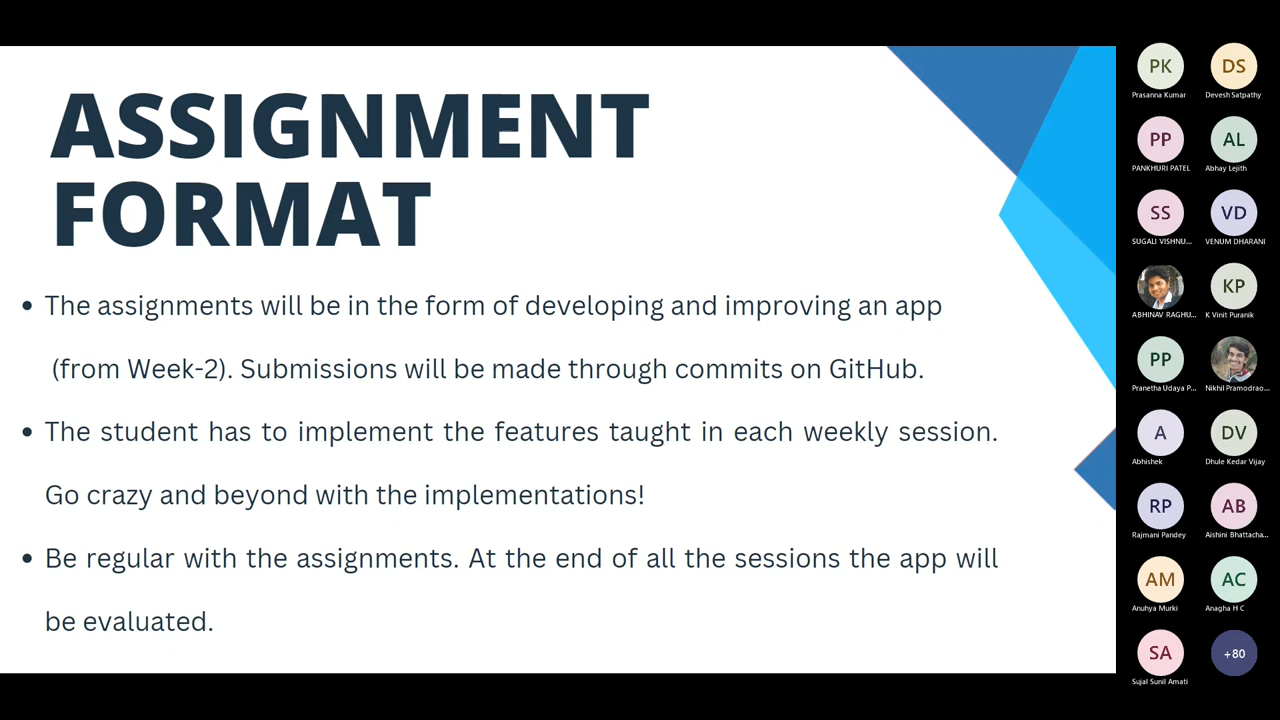 ASSIGNMENT
FORMAT
• The assignments will be in the form of developing and improving an app
(from Week-2). Submissions will be made through commits on GitHub.
• The student has to implement the features taught in each weekly session.
Go crazy and beyond with the implementations!
• Be regular with the assignments. At the end of all the sessions the app will
be evaluated.
PK DS
Prasanna Kumar Devesh Satpathy
PP AL
PANKHURI PATEL Abhay Lejith
SS VD
SUGALI VISHNU... VENUM DHARANI
KP
ABHINAV RAGHU... K Vinit Puranik
PP
Pranetha Udaya P... Nikhil Pramodrao...
A DV
Abhishek Dhule Kedar Vijay
RP AB
Rajmani Pandey Aishini Bhattacha...
AM AC
Anuhya Murki Anagha H C
SA +80
Sujal Sunil Amati